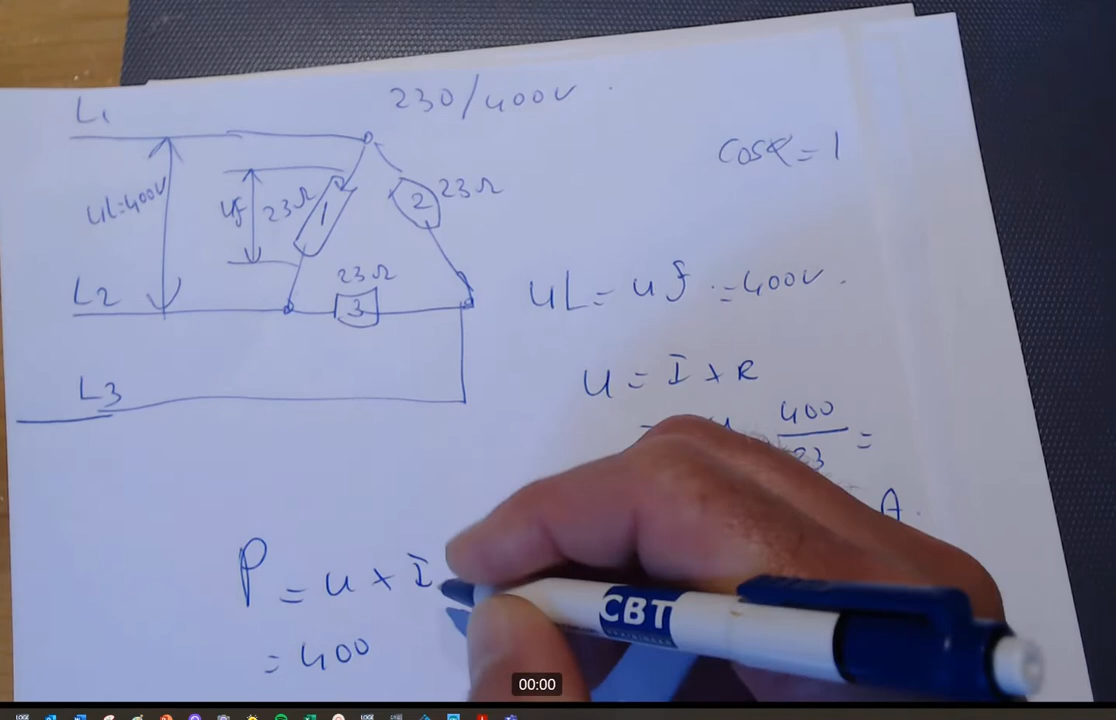 L1
230/400V
cosφ = 1
UL=400V
Uf
23Ω
1
2
23Ω
L2
23Ω
3
UL = Uf = 400V.
L3
U = I x R
400
23
=
A.
P = U x I
= 400
CBT
00:00